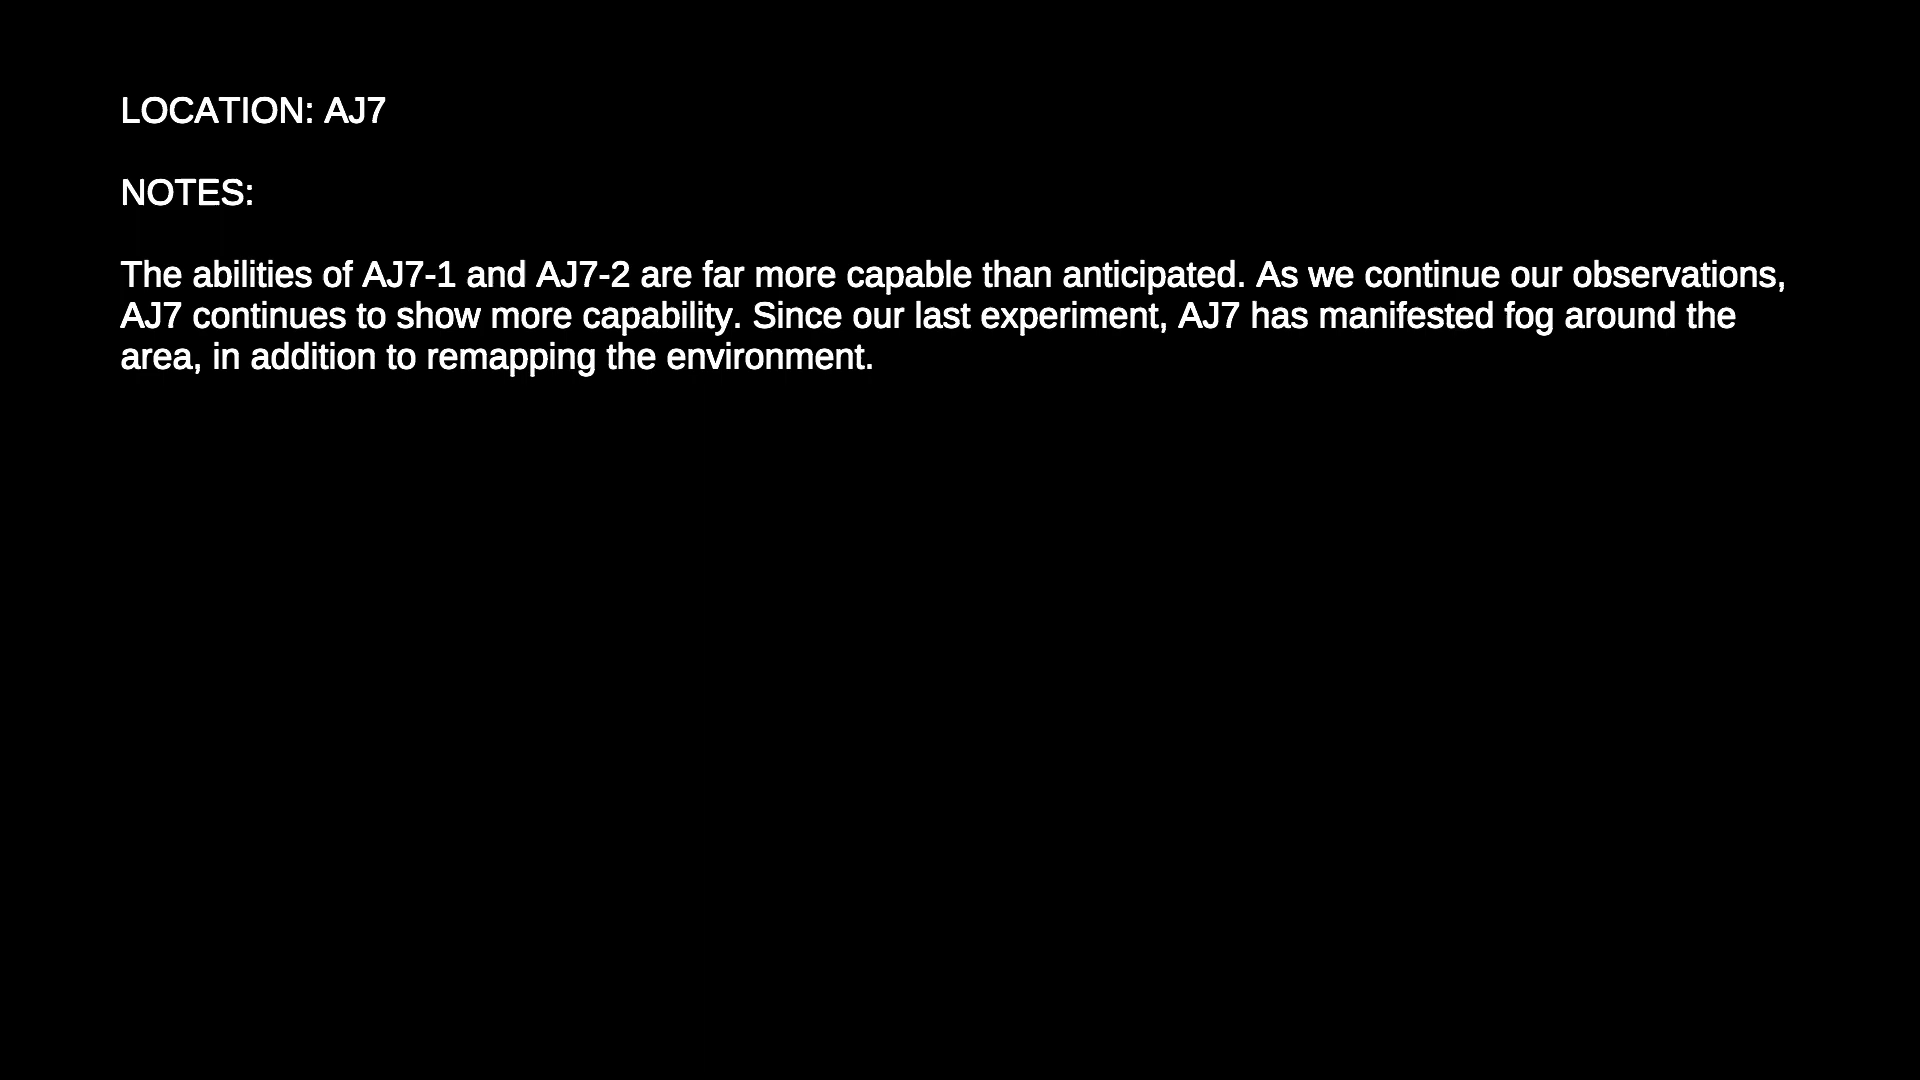 LOCATION: AJ7
NOTES:
The abilities of AJ7-1 and AJ7-2 are far more capable than anticipated. As we continue our observations,
AJ7 continues to show more capability. Since our last experiment, AJ7 has manifested fog around the
area, in addition to remapping the environment.